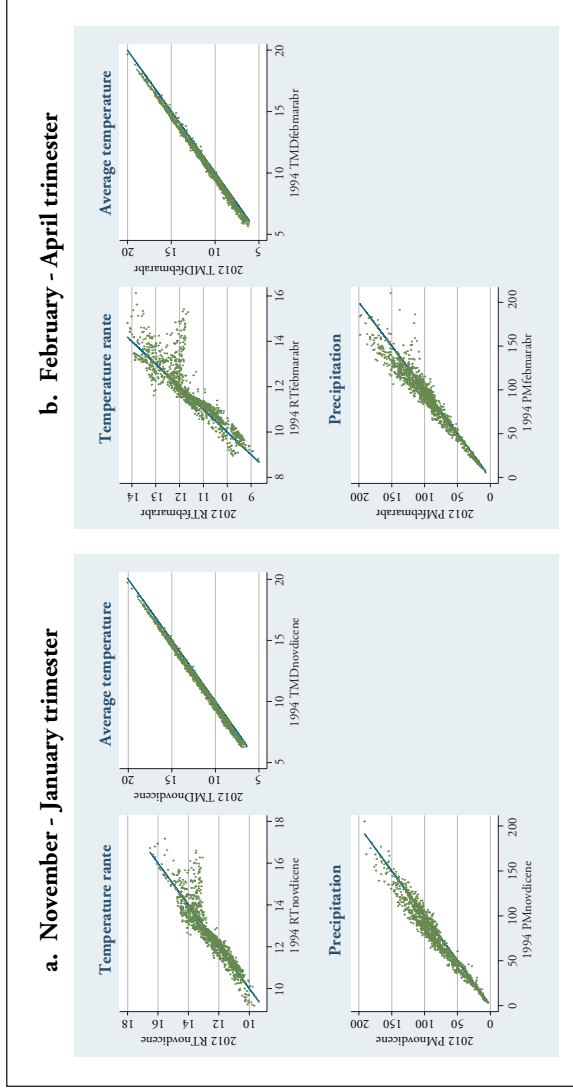 a. November - January trimester
Temperature rante
2012 RTnovdicene
18
16
14
12
10
10
12
14
16
18
1994 RTnovdicene
Average temperature
2012 TMDnovdicene
20
15
10
5
5
10
15
20
1994 TMDnovdicene
Precipitation
2012 PMnovdicene
200
150
100
50
0
0
50
100
150
200
1994 PMnovdicene
b. February - April trimester
Temperature rante
2012 RTfebmarabr
14
13
12
11
10
9
8
10
12
14
16
1994 RTfebmarabr
Average temperature
2012 TMDfebmarabr
20
15
10
5
5
10
15
20
1994 TMDfebmarabr
Precipitation
2012 PMfebmarabr
200
150
100
50
0
0
50
100
150
200
1994 PMfebmarabr